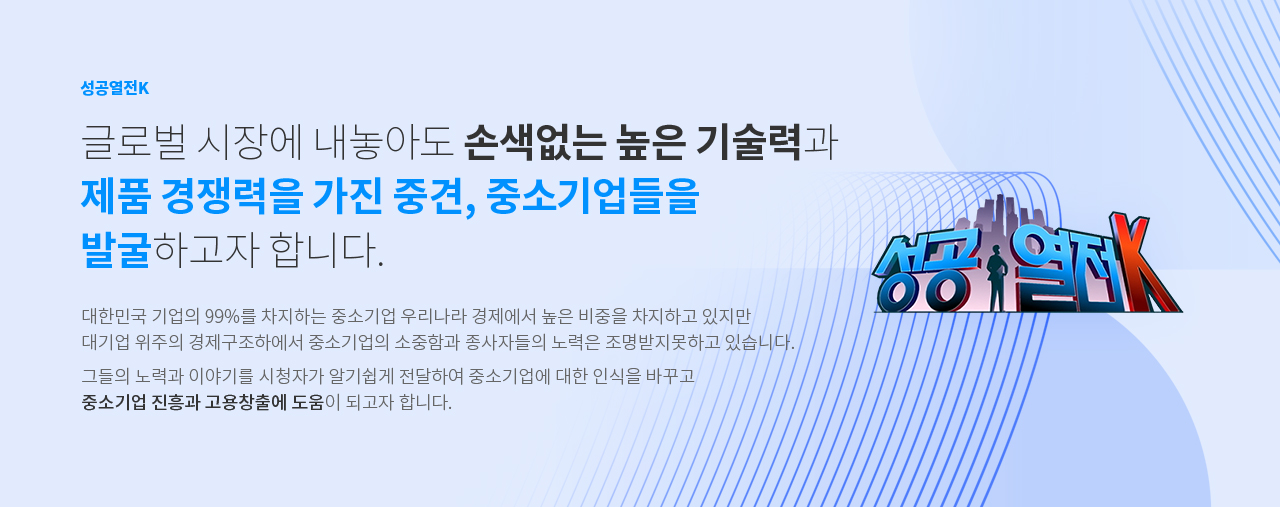 성공열전K
글로벌 시장에 내놓아도 손색없는 높은 기술력과
제품 경쟁력을 가진 중견, 중소기업들을
발굴하고자 합니다.
성공 열전K
대한민국 기업의 99%를 차지하는 중소기업 우리나라 경제에서 높은 비중을 차지하고 있지만
대기업 위주의 경제구조하에서 중소기업의 소중함과 종사자들의 노력은 조명받지못하고 있습니다.
그들의 노력과 이야기를 시청자가 알기쉽게 전달하여 중소기업에 대한 인식을 바꾸고
중소기업 진흥과 고용창출에 도움이 되고자 합니다.